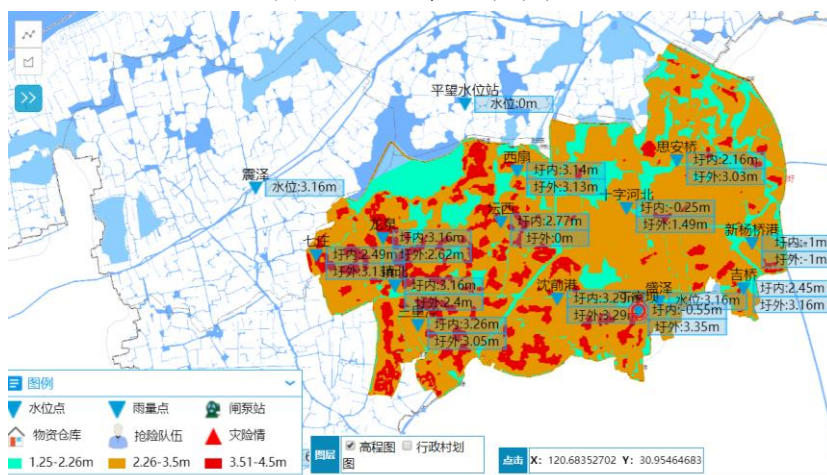 平望水位站
水位:0m
思安桥
圩内:2.16m
圩外:3.03m
西扇
圩内:3.14m
圩外:3.13m
震泽
水位:3.16m
十字河北
圩内:-0.25m
圩外:1.49m
坛西
圩内:2.77m
圩外:0m
新杨桥港
圩内:-1m
圩外:-1m
圩内:3.16m
圩外:2.62m
七庄
圩内:2.49m
圩外:3.13m
圩内:3.16m
圩外:2.4m
吉桥
圩内:2.45m
圩外:3.16m
沈前港
圩内:3.29m
圩外:3.29m
盛泽
水位:3.16m
圩内:-0.55m
圩外:3.35m
圩内:3.26m
圩外:3.05m
图例
水位点
雨量点
闸泵站
物资仓库
抢险队伍
灾险情
1.25-2.26m
2.26-3.5m
3.51-4.5m
图层
高程图
行政村划
图
点击
X: 120.68352702 Y: 30.95464683